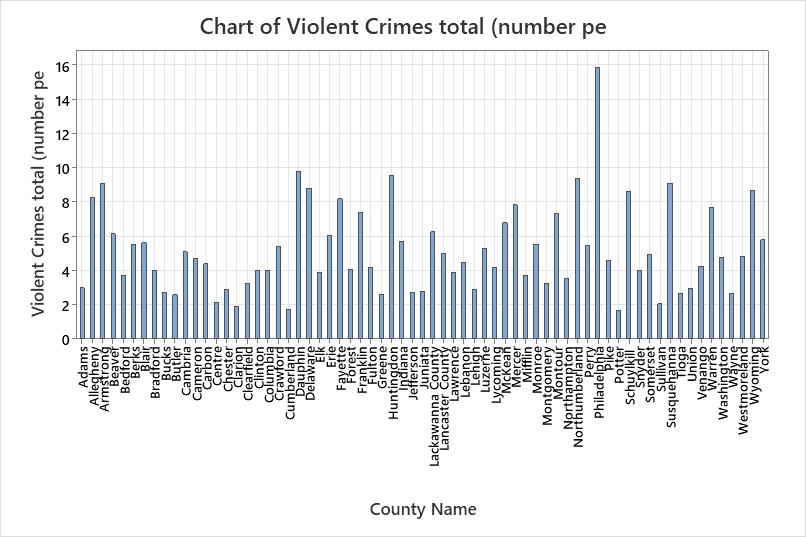 Chart of Violent Crimes total (number pe
Violent Crimes total (number pe
16
14
12
10
8
6
4
2
0
Adams
Allegheny
Armstrong
Beaver
Bedford
Berks
Blair
Bradford
Bucks
Butler
Cambria
Cameron
Carbon
Centre
Chester
Clarion
Clearfield
Clinton
Columbia
Crawford
Cumberland
Dauphin
Delaware
Elk
Erie
Fayette
Forest
Franklin
Fulton
Greene
Huntingdon
Indiana
Jefferson
Juniata
Lackawanna County
Lancaster County
Lawrence
Lebanon
Lehigh
Luzerne
Lycoming
McKean
Mercer
Mifflin
Monroe
Montgomery
Montour
Northampton
Northumberland
Perry
Philadelphia
Pike
Potter
Schuylkill
Snyder
Somerset
Sullivan
Susquehanna
Tioga
Union
Venango
Warren
Washington
Wayne
Westmoreland
Wyoming
York
County Name